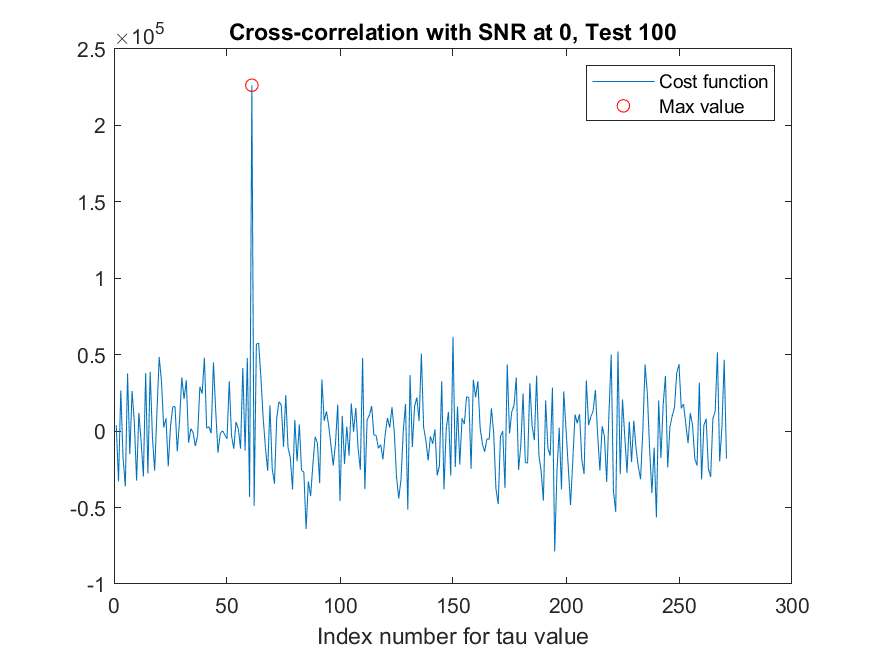 Cross-correlation with SNR at 0, Test 100
×10^5
2.5
2
1.5
1
0.5
0
-0.5
-1
0 50 100 150 200 250 300
Index number for tau value
Cost function
Max value